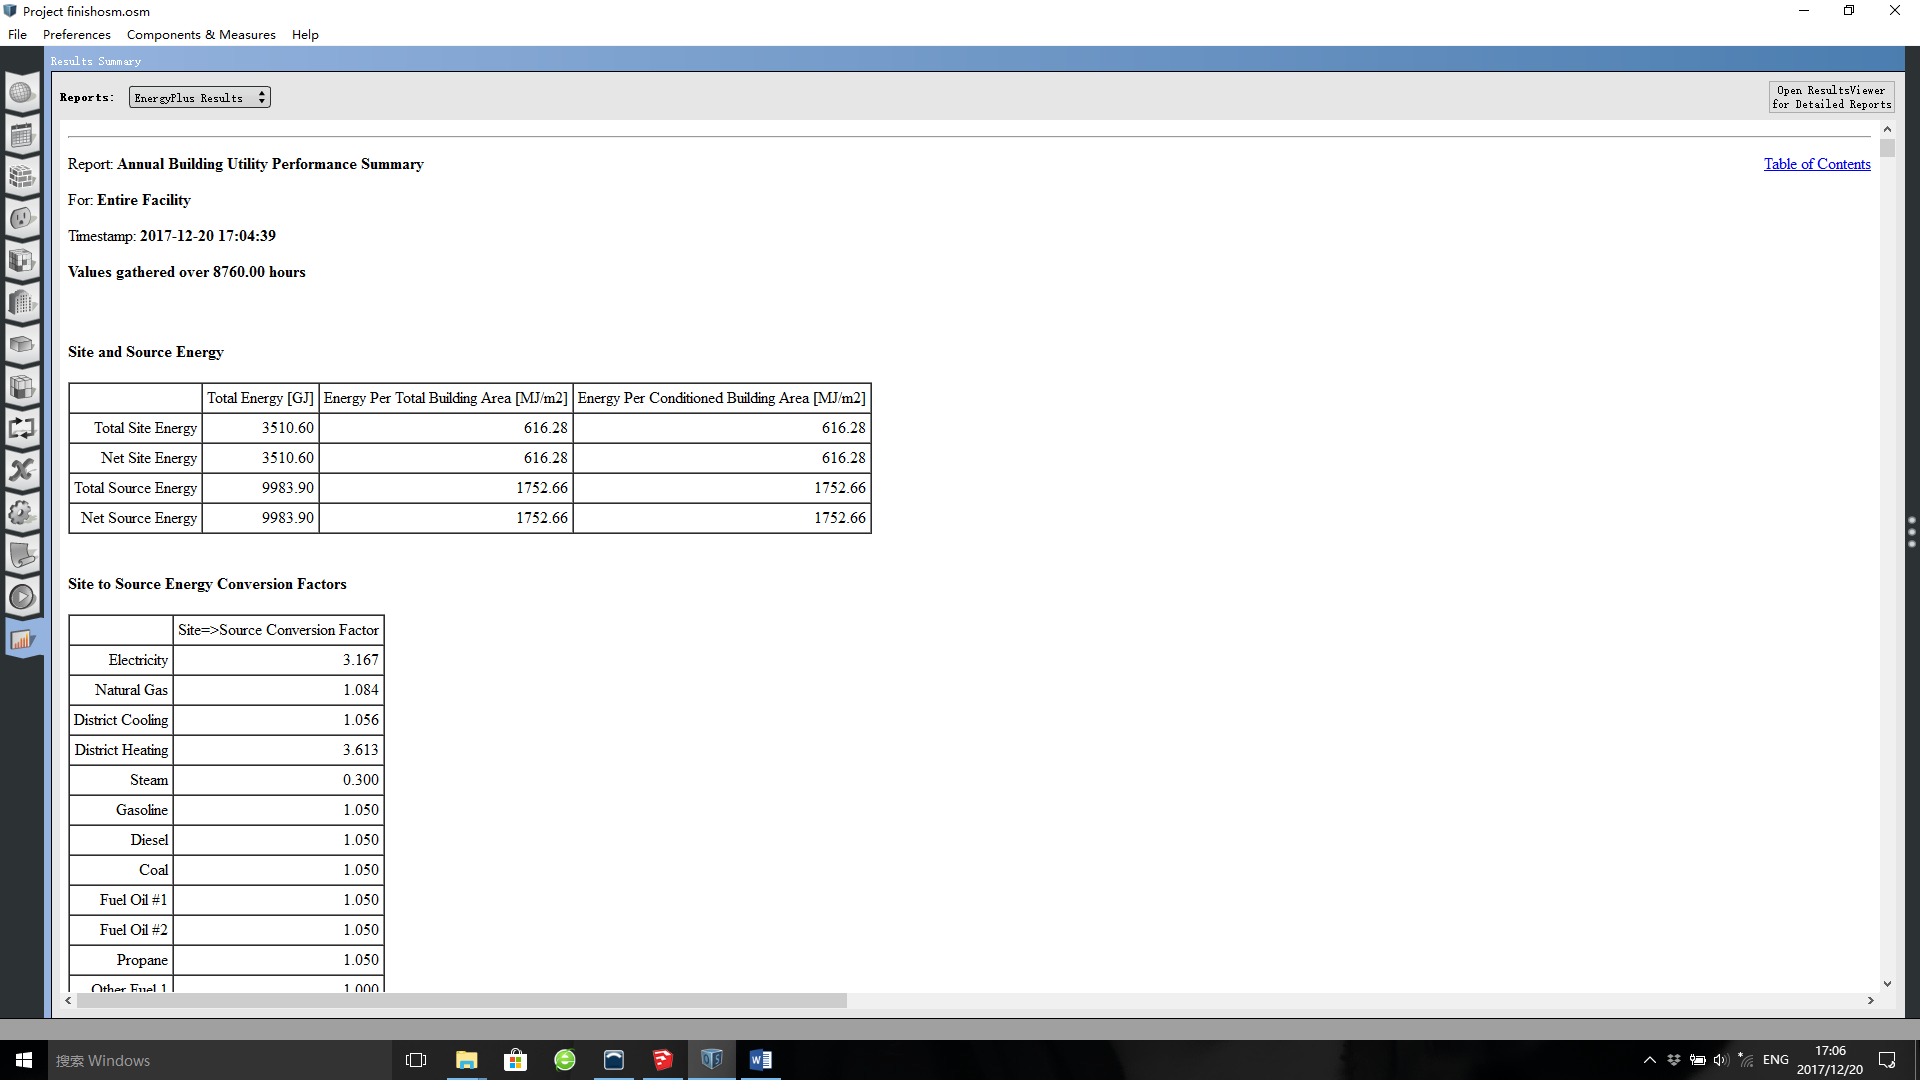 Project finishosm.osm
File Preferences Components & Measures Help
Results Summary
Reports: EnergyPlus Results
Open ResultsViewer
for Detailed Reports
Report: Annual Building Utility Performance Summary
Table of Contents
For: Entire Facility
Timestamp: 2017-12-20 17:04:39
Values gathered over 8760.00 hours
Site and Source Energy
Total Energy [GJ] Energy Per Total Building Area [MJ/m2] Energy Per Conditioned Building Area [MJ/m2]
Total Site Energy 3510.60 616.28 616.28
Net Site Energy 3510.60 616.28 616.28
Total Source Energy 9983.90 1752.66 1752.66
Net Source Energy 9983.90 1752.66 1752.66
Site to Source Energy Conversion Factors
Site=>Source Conversion Factor
Electricity 3.167
Natural Gas 1.084
District Cooling 1.056
District Heating 3.613
Steam 0.300
Gasoline 1.050
Diesel 1.050
Coal 1.050
Fuel Oil #1 1.050
Fuel Oil #2 1.050
Propane 1.050
Other Fuel 1 1.000
搜索 Windows
ENG
17:06
2017/12/20